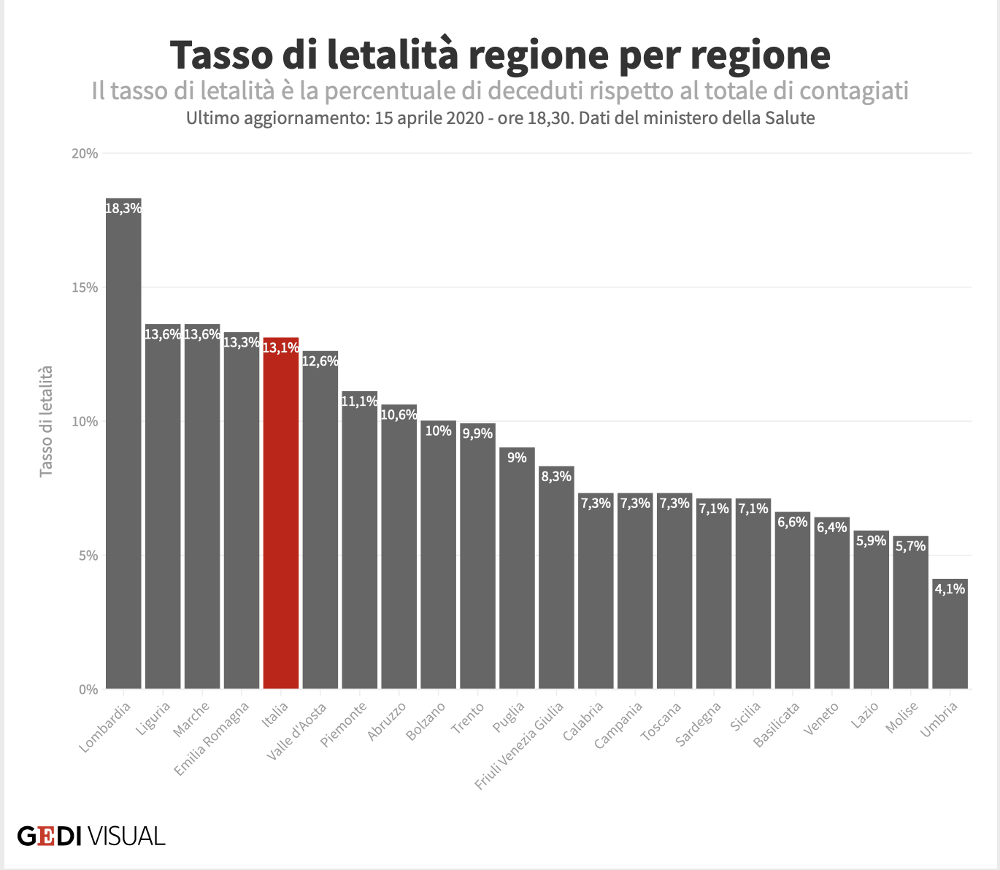 Tasso di letalità regione per regione
Il tasso di letalità è la percentuale di deceduti rispetto al totale di contagiati
Ultimo aggiornamento: 15 aprile 2020 - ore 18,30. Dati del ministero della Salute
20%
15%
10%
5%
0%
Tasso di letalità
18,3%
13,6%
13,6%
13,3%
13,1%
12,6%
11,1%
10,6%
10%
9,9%
9%
8,3%
7,3%
7,3%
7,3%
7,1%
7,1%
6,6%
6,4%
5,9%
5,7%
4,1%
Lombardia
Liguria
Marche
Emilia Romagna
Italia
Valle d'Aosta
Piemonte
Abruzzo
Bolzano
Trento
Puglia
Friuli Venezia Giulia
Calabria
Campania
Toscana
Sardegna
Sicilia
Basilicata
Veneto
Lazio
Molise
Umbria
GEDI VISUAL